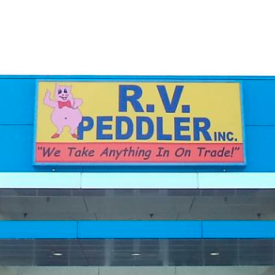 R.V.
PEDDLER INC.
"We Take Anything In On Trade!"